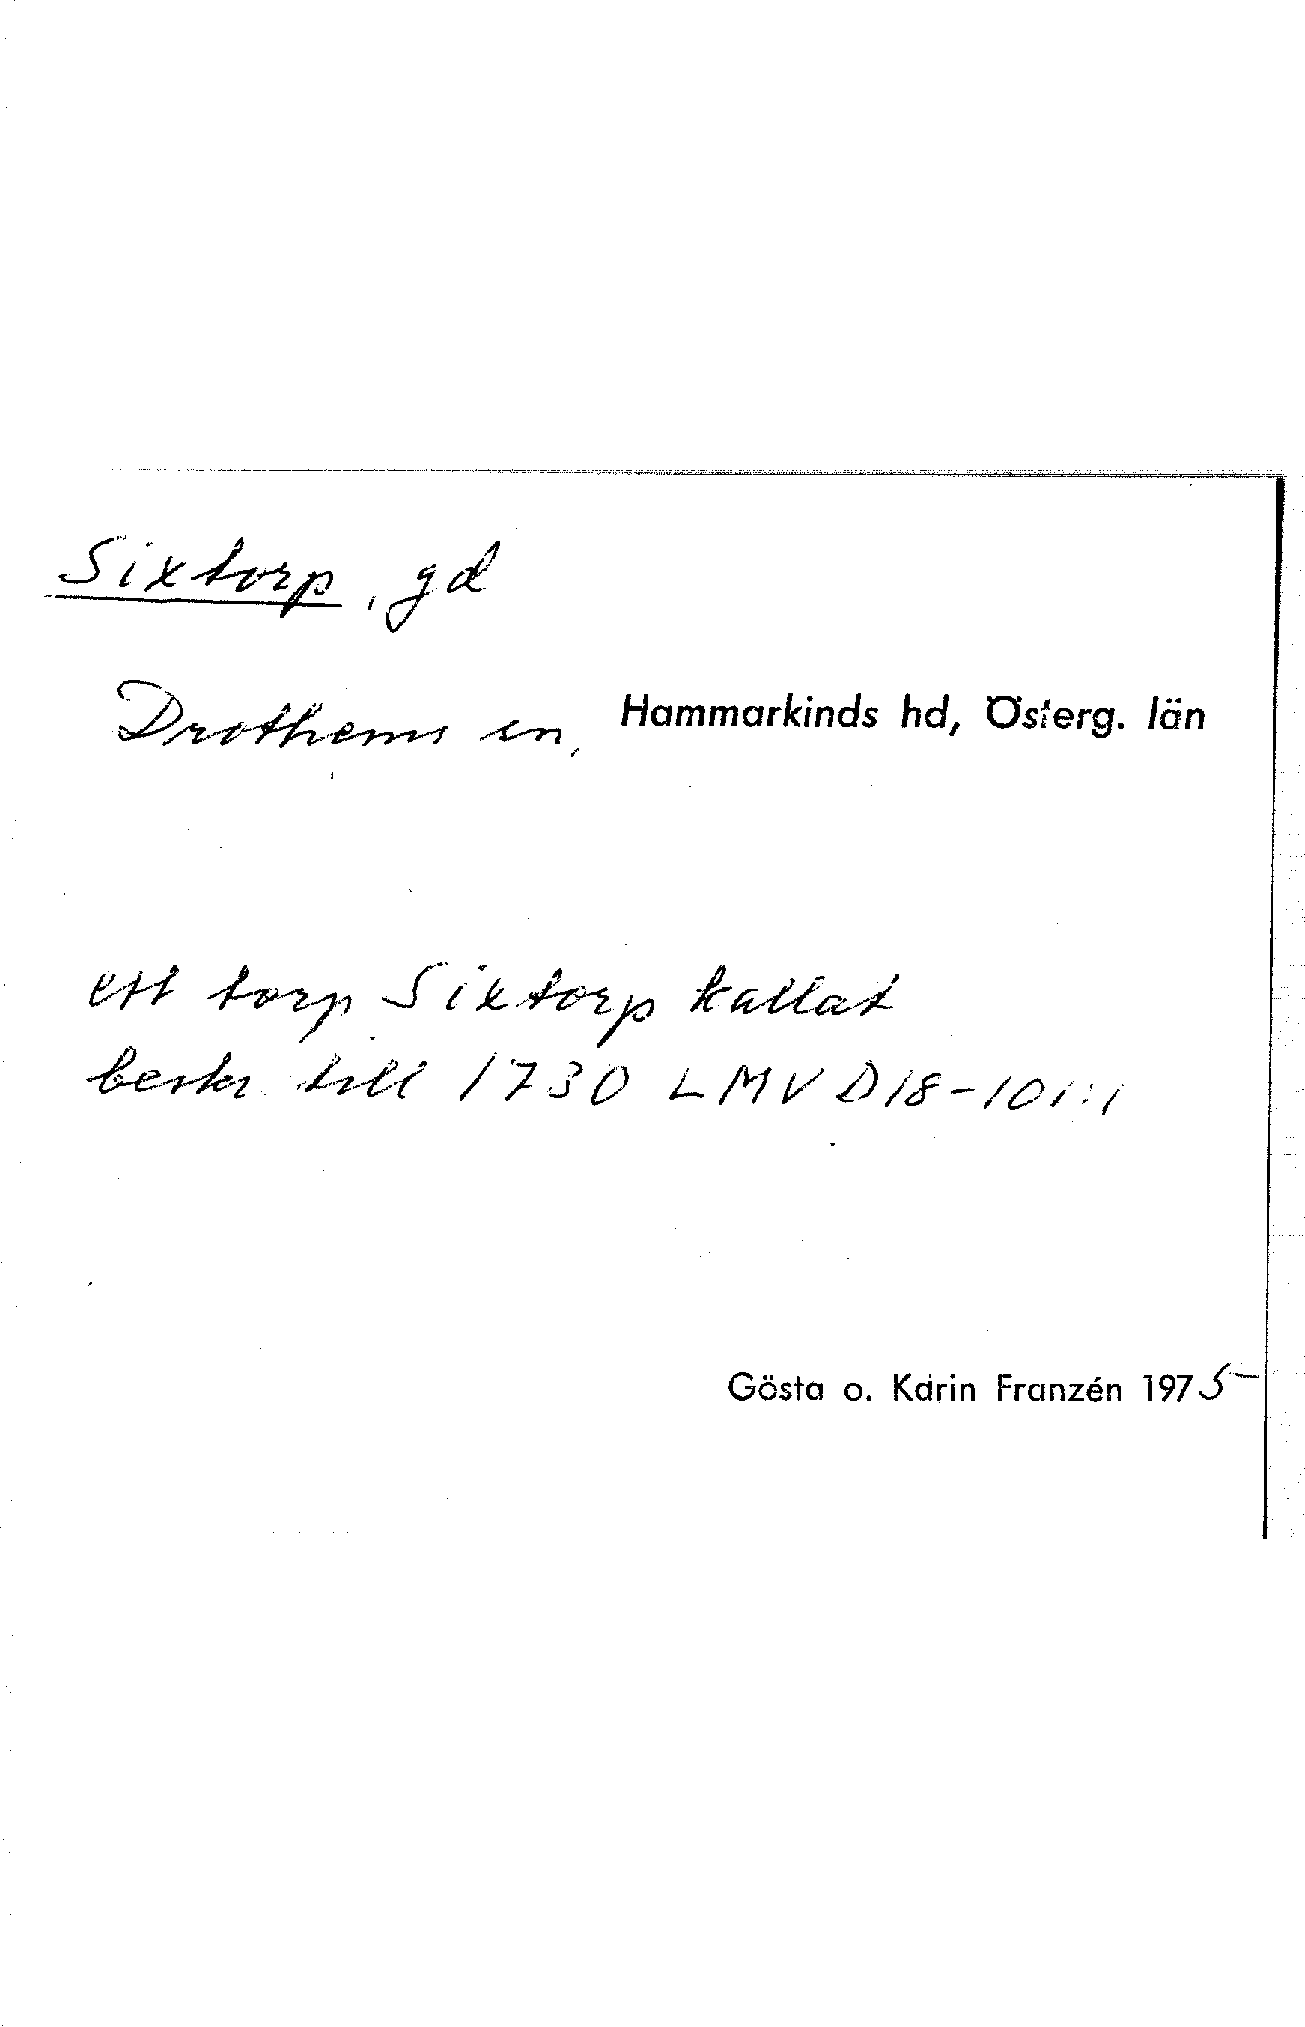 Sixtorp, gd
Drothems sn, Hammarkinds hd, Österg. län
ett torp Sixtorp kallat
beskr till 1730 LMV D18-101:1
Gösta o. Karin Franzén 1975